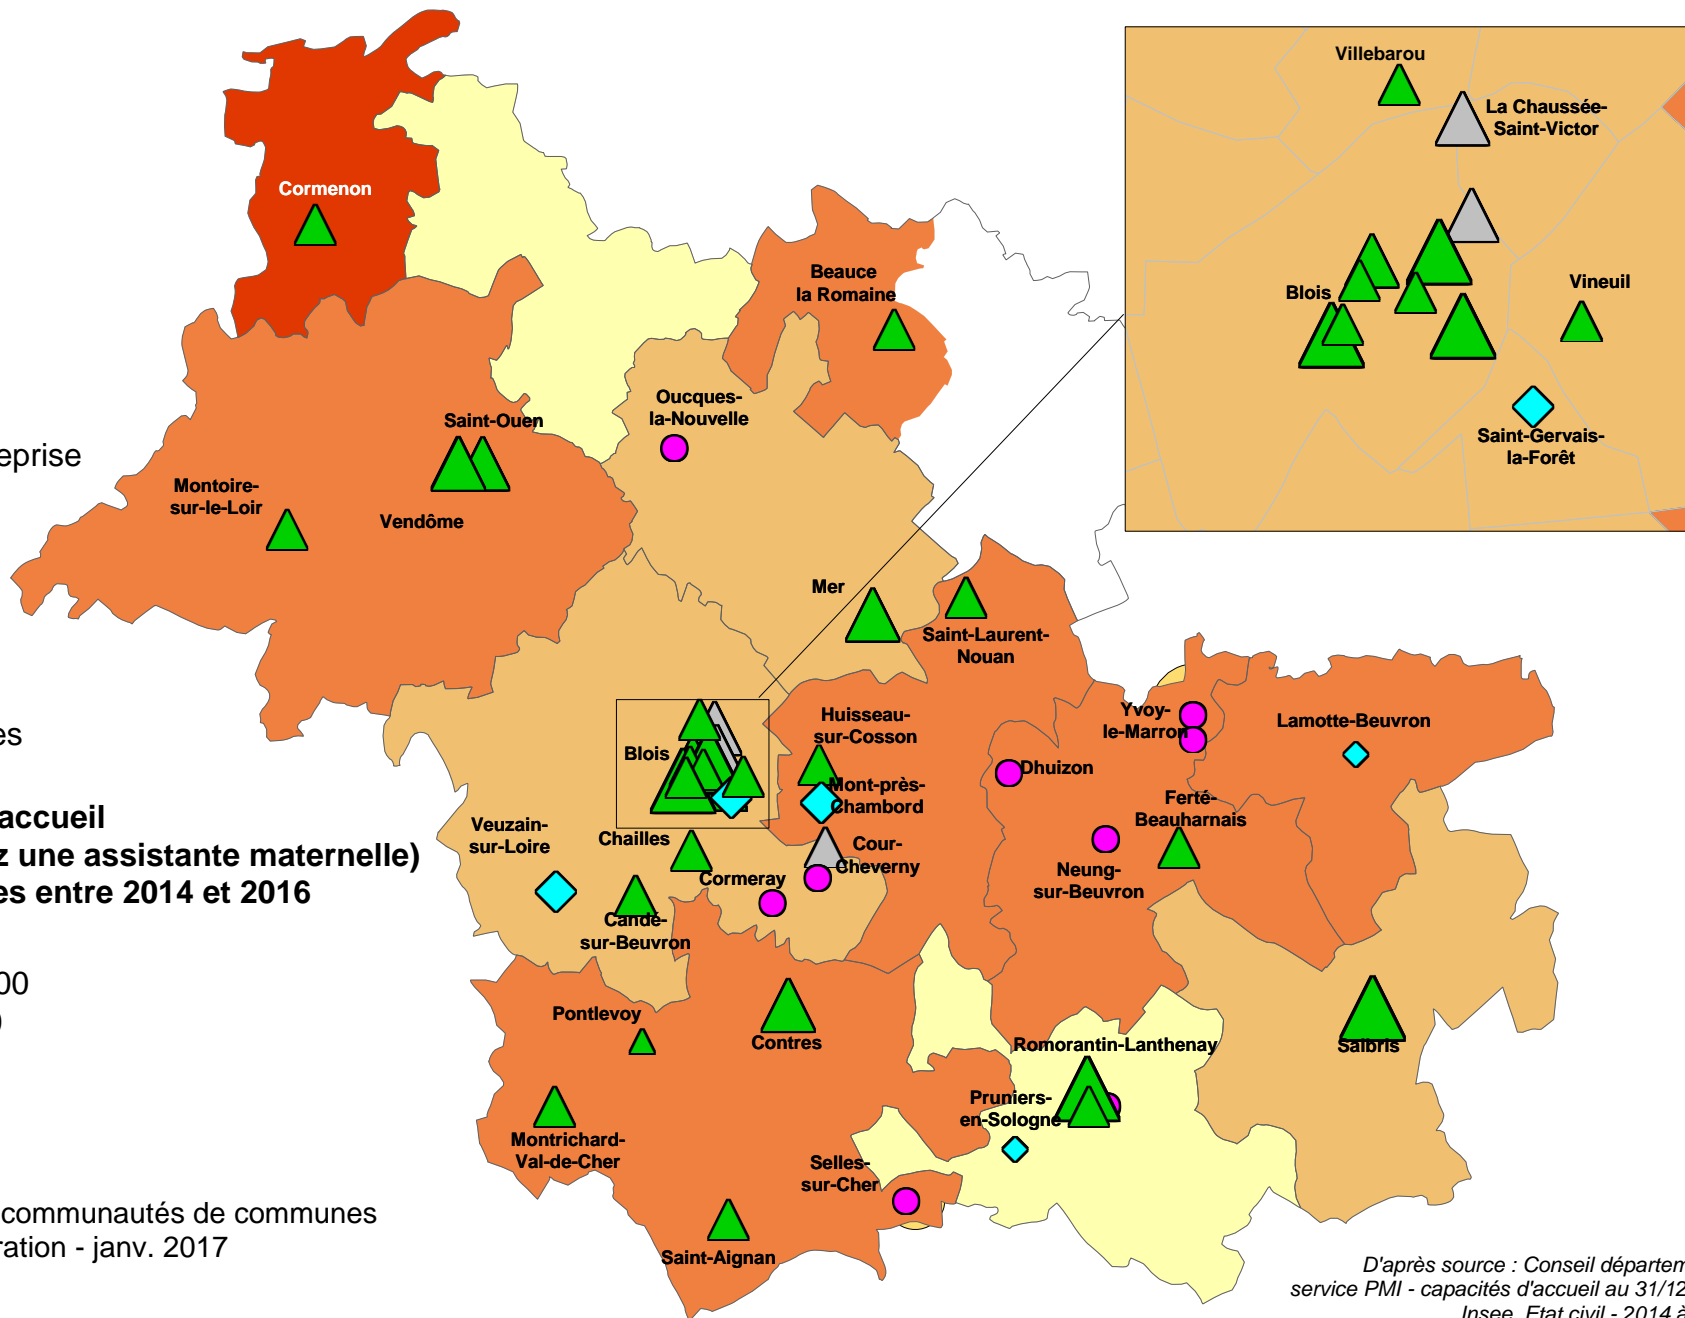 Villebarou
La Chaussée-
Saint-Victor
Blois
Vineuil
Saint-Gervais-
la-Forêt
Cormenon
Beauce
la Romaine
Oucques-
la-Nouvelle
Saint-Ouen
Montoire-
sur-le-Loir
Vendôme
Mer
Saint-Laurent-
Nouan
Huisseau-
sur-Cosson
Yvoy-
le-Marron
Lamotte-Beuvron
Blois
Dhuizon
Mont-près-
Chambord
Ferté-
Beauharnais
Veuzain-
sur-Loire
Chailles
Cour-
Cheverny
Cormeray
Neung-
sur-Beuvron
Candé-
sur-Beuvron
Pontlevoy
Contres
Romorantin-Lanthenay
Salbris
Pruniers-
en-Sologne
Montrichard-
Val-de-Cher
Selles-
sur-Cher
Saint-Aignan
eprise
es
accueil
z une assistante maternelle)
es entre 2014 et 2016
00
)
communautés de communes
ration - janv. 2017
D'après source : Conseil départem
service PMI - capacités d'accueil au 31/12
Insee, Etat civil - 2014 à